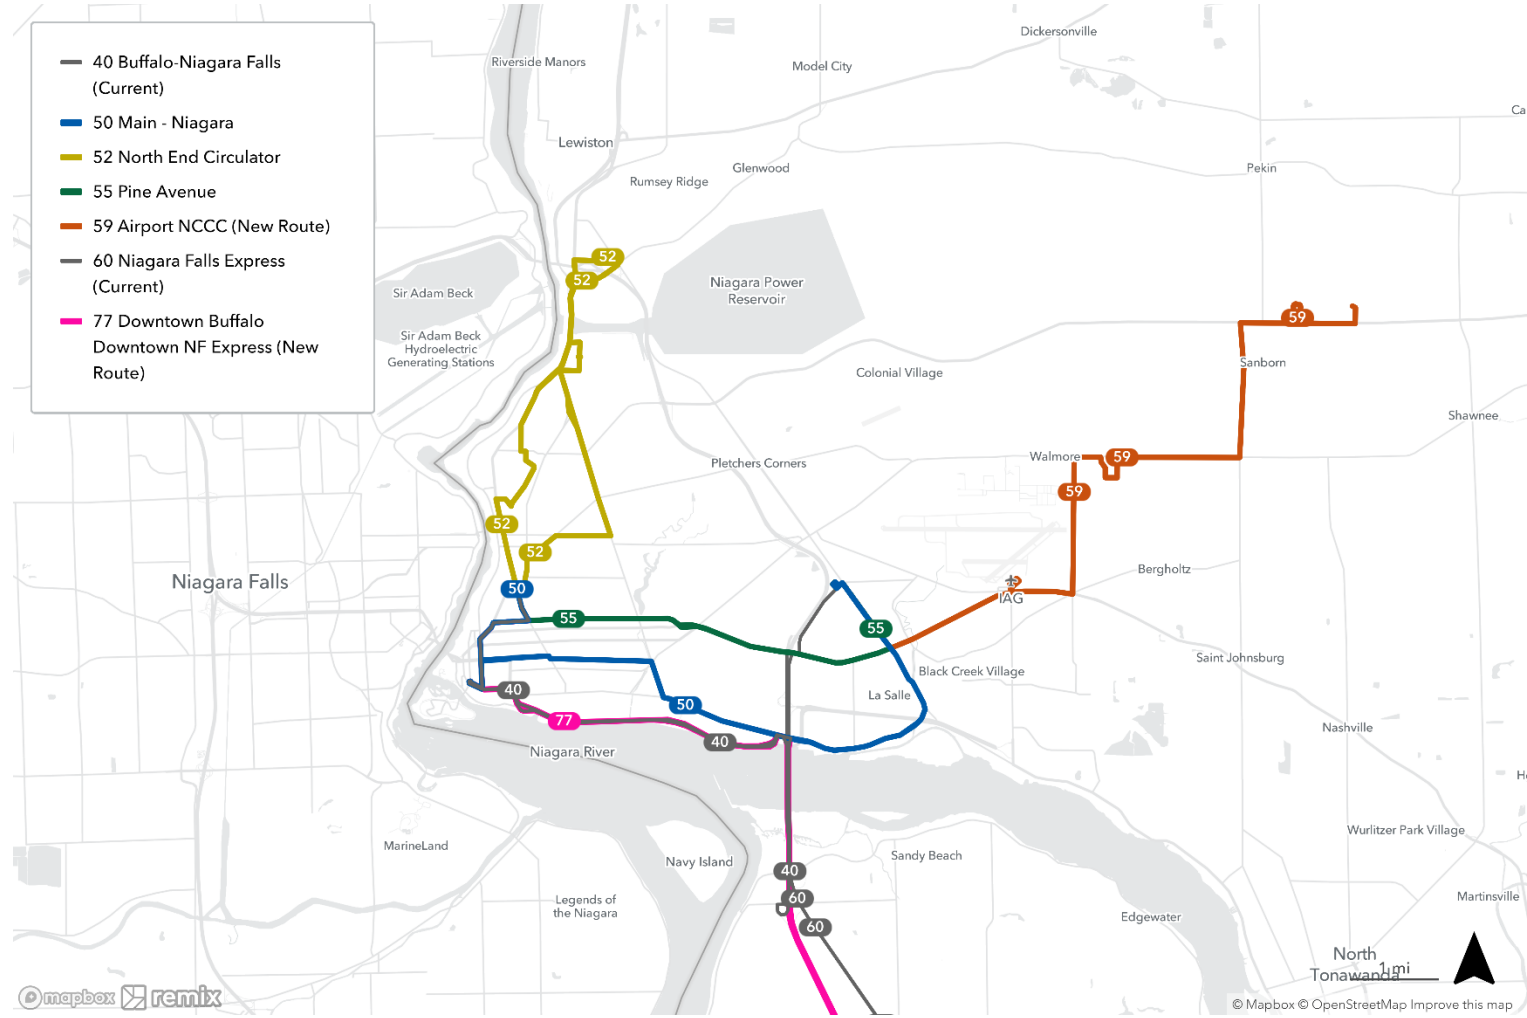 40 Buffalo-Niagara Falls
(Current)
50 Main - Niagara
52 North End Circulator
55 Pine Avenue
59 Airport NCCC (New Route)
60 Niagara Falls Express
(Current)
77 Downtown Buffalo
Downtown NF Express (New
Route)
Dickersonville
Riverside Manors
Model City
Ca
Lewiston
Glenwood
Pekin
Rumsey Ridge
52
52
Niagara Power
Reservoir
Sir Adam Beck
59
Sir Adam Beck
Hydroelectric
Generating Stations
Sanborn
Colonial Village
Shawnee
Walmore
59
Pletchers Corners
59
52
52
Bergholtz
Niagara Falls
50
IAG
55
55
Saint Johnsburg
Black Creek Village
40
La Salle
50
77
40
Nashville
Niagara River
H
Wurlitzer Park Village
MarineLand
Navy Island
Sandy Beach
40
60
Legends of
the Niagara
Martinsville
60
Edgewater
North
Tonawanda
1 mi
mapbox
remix
© Mapbox © OpenStreetMap Improve this map